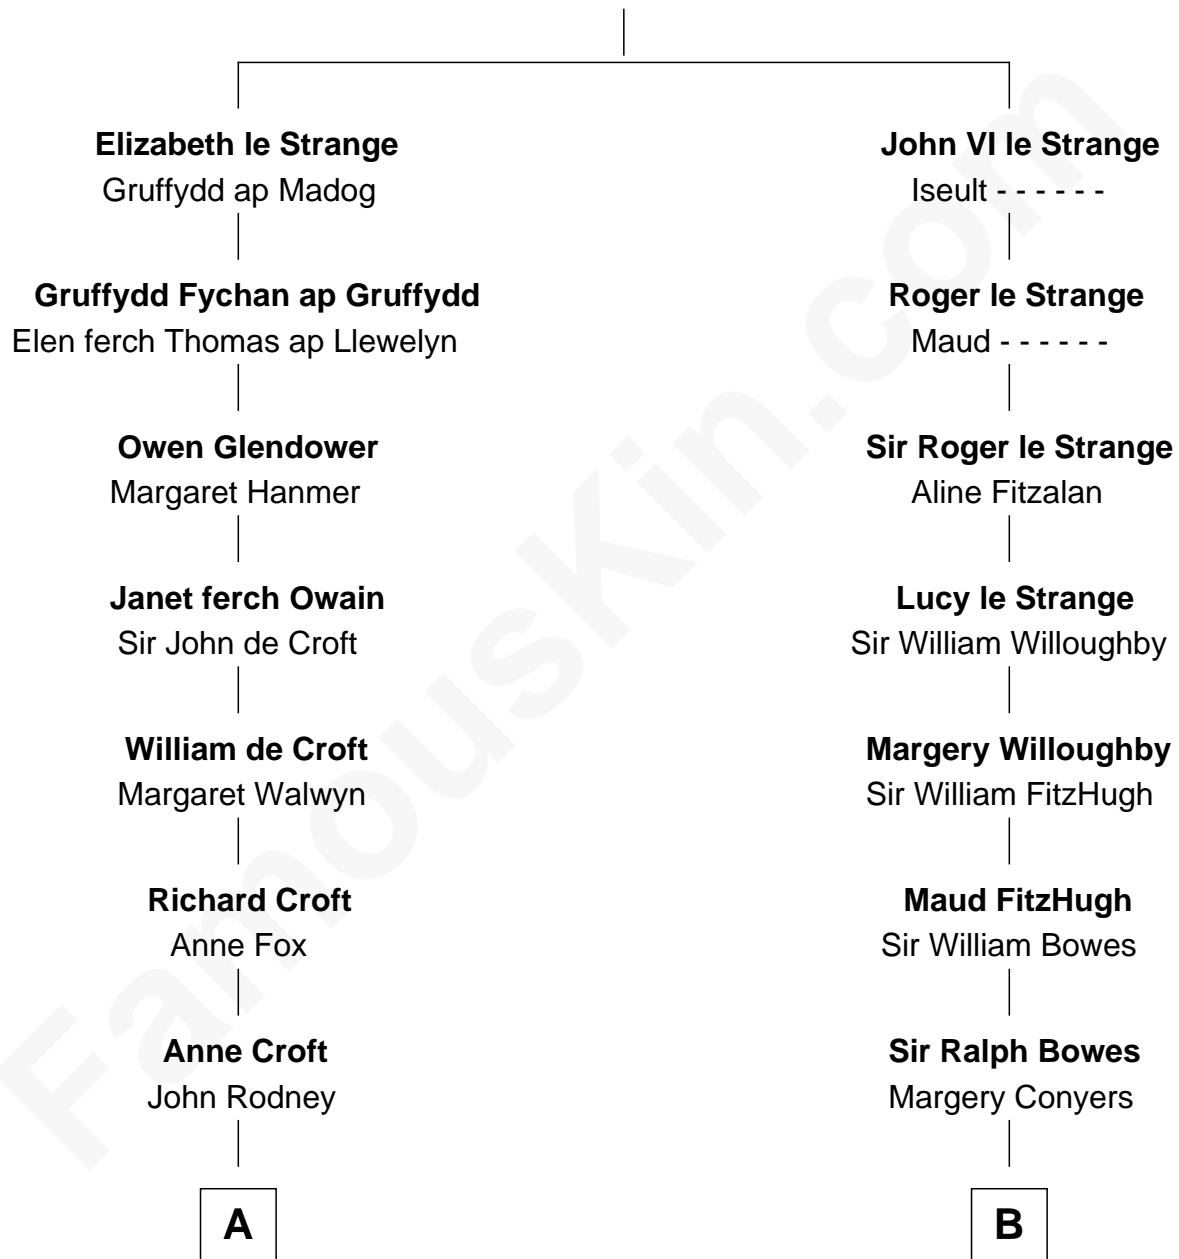 Elizabeth le Strange
Gruffydd ap Madog
Gruffydd Fychan ap Gruffydd
Elen ferch Thomas ap Llewelyn
Owen Glendower
Margaret Hanmer
Janet ferch Owain
Sir John de Croft
William de Croft
Margaret Walwyn
Richard Croft
Anne Fox
Anne Croft
John Rodney
A
John VI le Strange
Iseult - - - - - -
Roger le Strange
Maud - - - - - -
Sir Roger le Strange
Aline Fitzalan
Lucy le Strange
Sir William Willoughby
Margery Willoughby
Sir William FitzHugh
Maud FitzHugh
Sir William Bowes
Sir Ralph Bowes
Margery Conyers
B
FamousKin.com